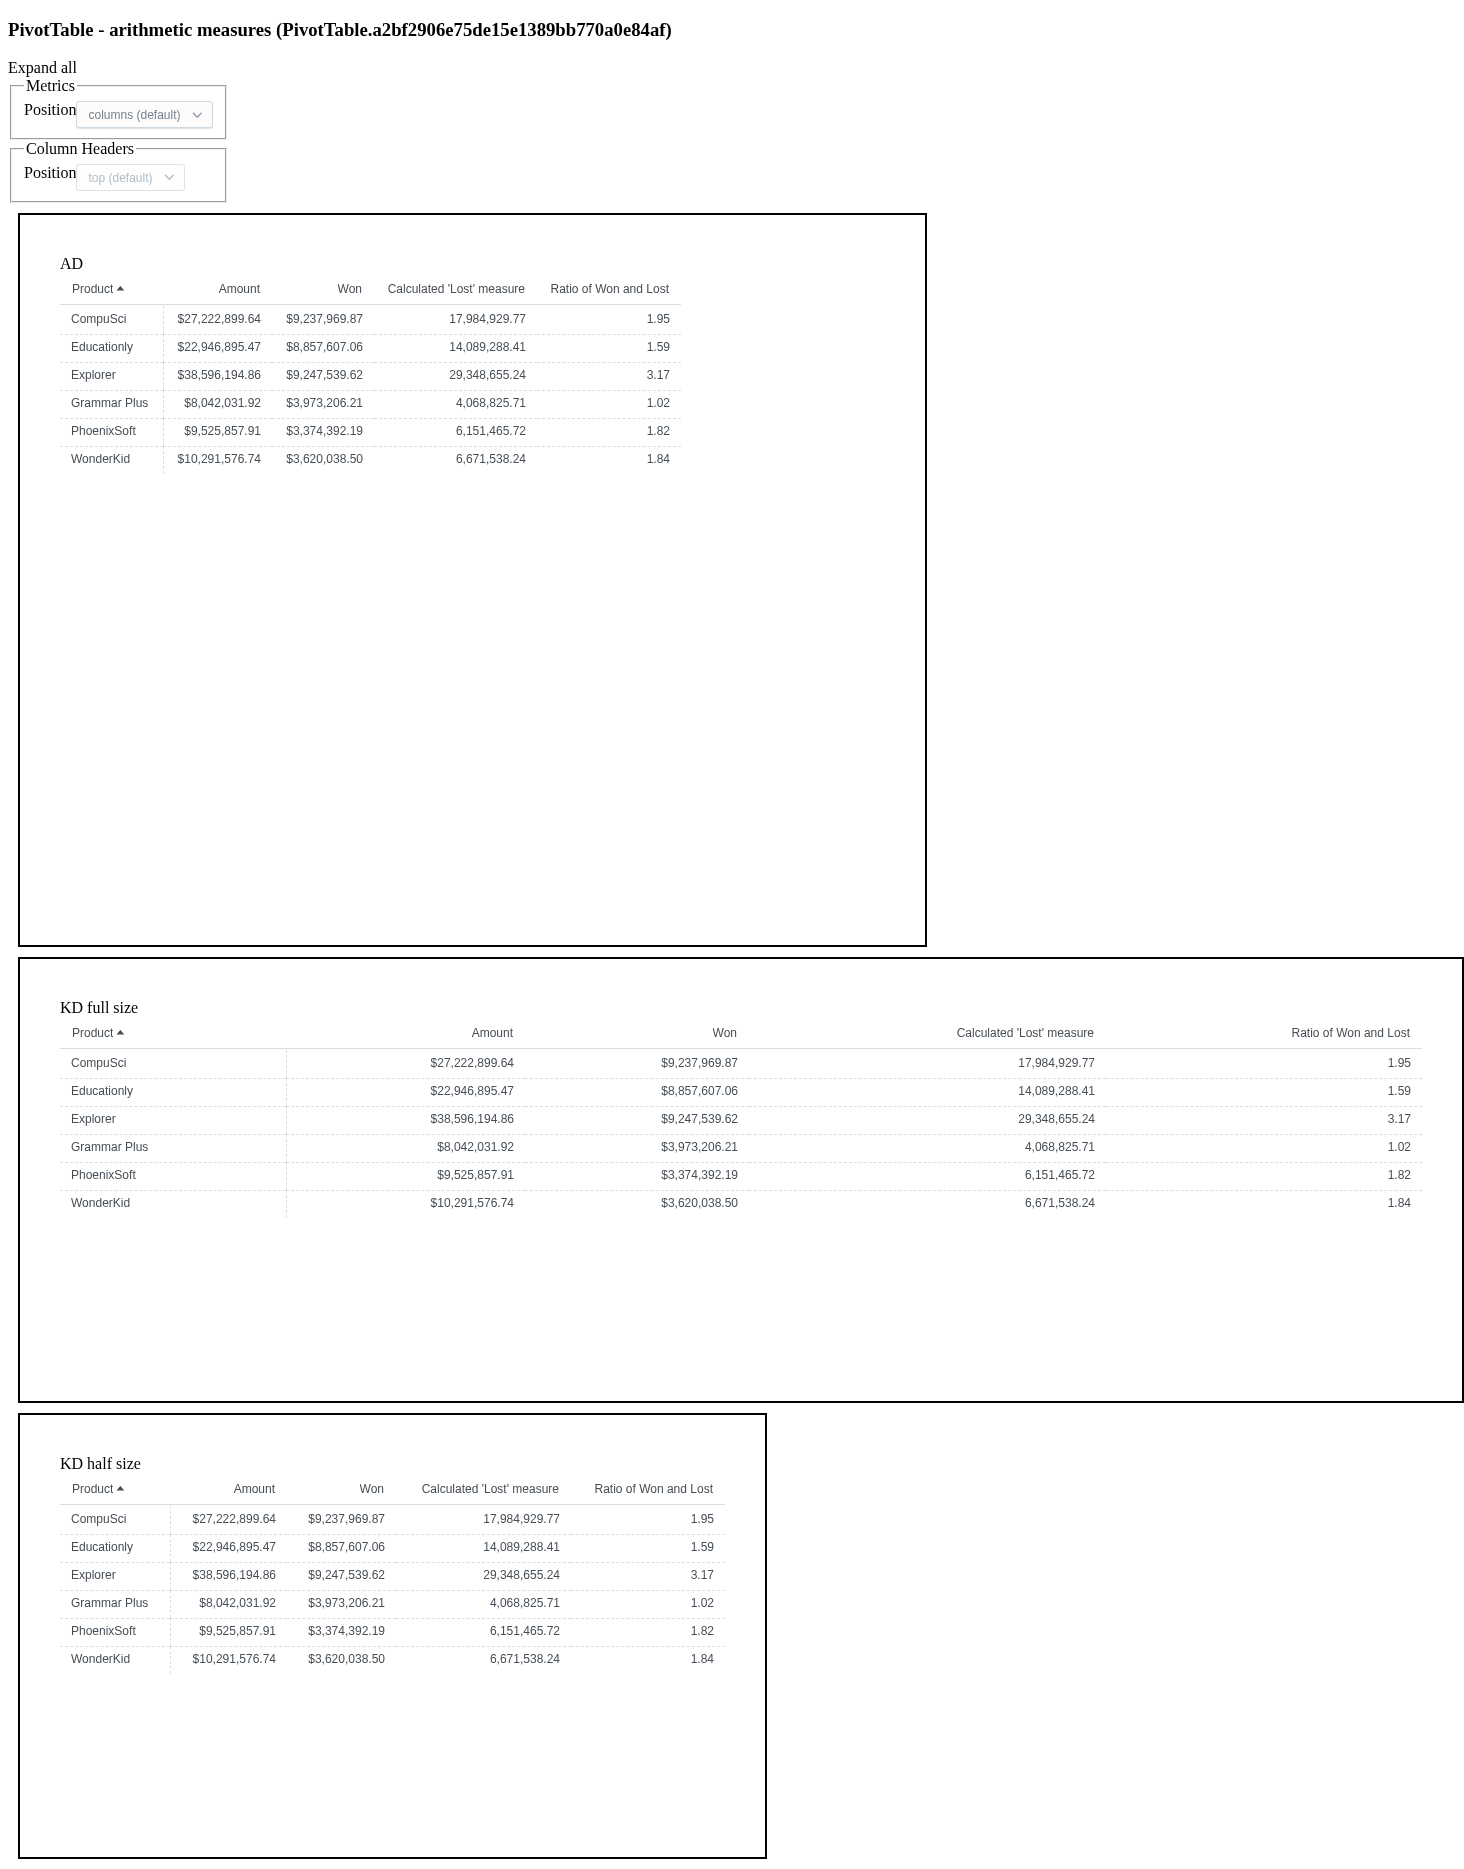 PivotTable - arithmetic measures (PivotTable.a2bf2906e75de15e1389bb770a0e84af)
Expand all
Metrics
Position columns (default)
Column Headers
Position top (default)
AD
Product Amount Won Calculated 'Lost' measure Ratio of Won and Lost
CompuSci $27,222,899.64 $9,237,969.87 17,984,929.77 1.95
Educationly $22,946,895.47 $8,857,607.06 14,089,288.41 1.59
Explorer $38,596,194.86 $9,247,539.62 29,348,655.24 3.17
Grammar Plus $8,042,031.92 $3,973,206.21 4,068,825.71 1.02
PhoenixSoft $9,525,857.91 $3,374,392.19 6,151,465.72 1.82
WonderKid $10,291,576.74 $3,620,038.50 6,671,538.24 1.84
KD full size
Product Amount Won Calculated 'Lost' measure Ratio of Won and Lost
CompuSci $27,222,899.64 $9,237,969.87 17,984,929.77 1.95
Educationly $22,946,895.47 $8,857,607.06 14,089,288.41 1.59
Explorer $38,596,194.86 $9,247,539.62 29,348,655.24 3.17
Grammar Plus $8,042,031.92 $3,973,206.21 4,068,825.71 1.02
PhoenixSoft $9,525,857.91 $3,374,392.19 6,151,465.72 1.82
WonderKid $10,291,576.74 $3,620,038.50 6,671,538.24 1.84
KD half size
Product Amount Won Calculated 'Lost' measure Ratio of Won and Lost
CompuSci $27,222,899.64 $9,237,969.87 17,984,929.77 1.95
Educationly $22,946,895.47 $8,857,607.06 14,089,288.41 1.59
Explorer $38,596,194.86 $9,247,539.62 29,348,655.24 3.17
Grammar Plus $8,042,031.92 $3,973,206.21 4,068,825.71 1.02
PhoenixSoft $9,525,857.91 $3,374,392.19 6,151,465.72 1.82
WonderKid $10,291,576.74 $3,620,038.50 6,671,538.24 1.84